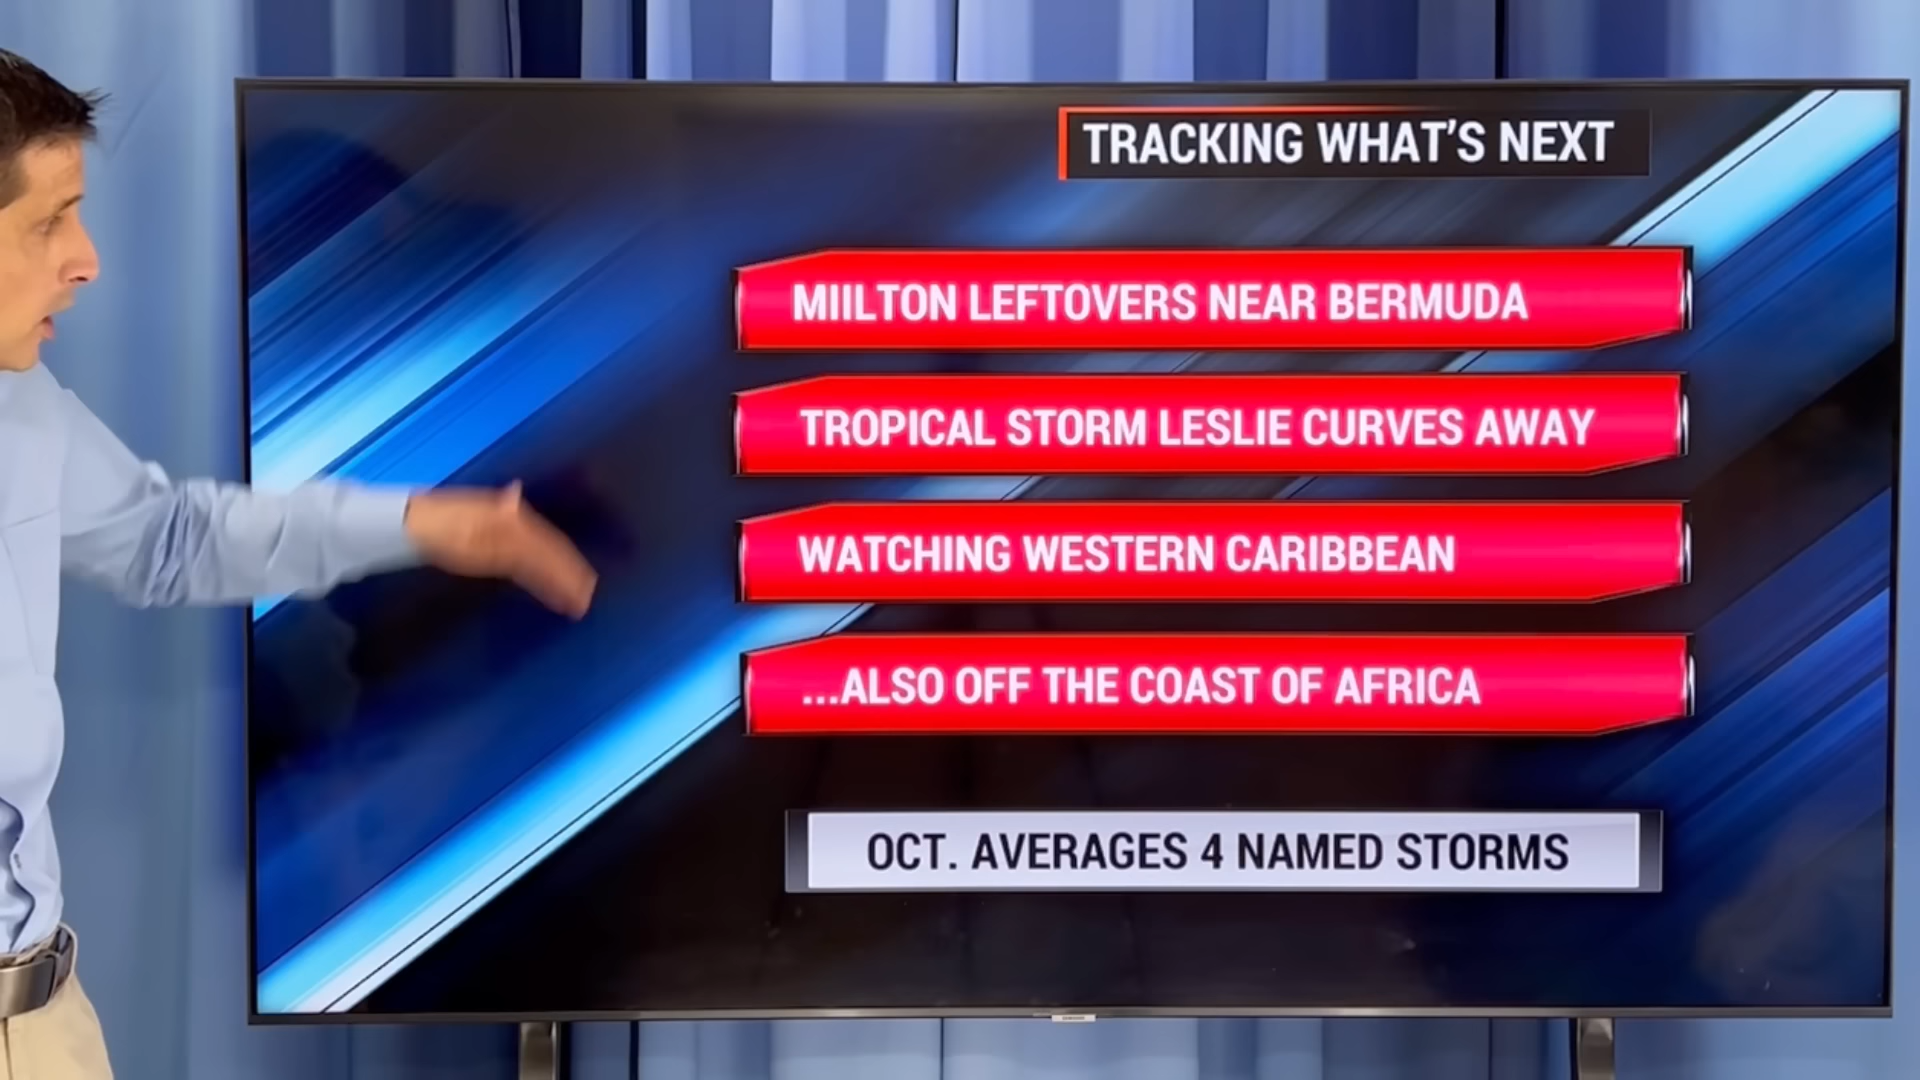 TRACKING WHAT'S NEXT
MIILTON LEFTOVERS NEAR BERMUDA
TROPICAL STORM LESLIE CURVES AWAY
WATCHING WESTERN CARIBBEAN
...ALSO OFF THE COAST OF AFRICA
OCT. AVERAGES 4 NAMED STORMS